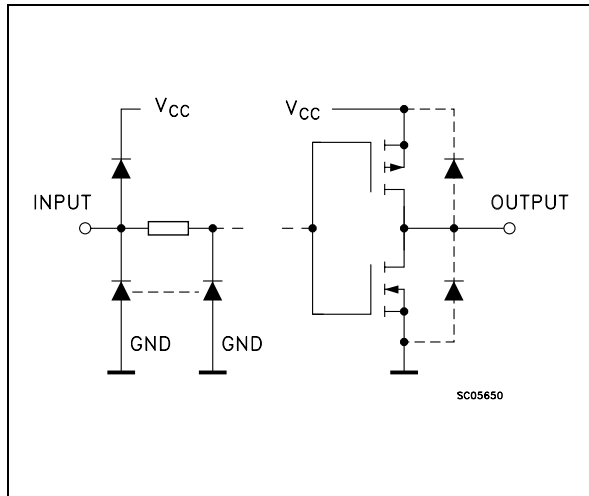 VCC
VCC
INPUT
OUTPUT
GND
GND
SC05650